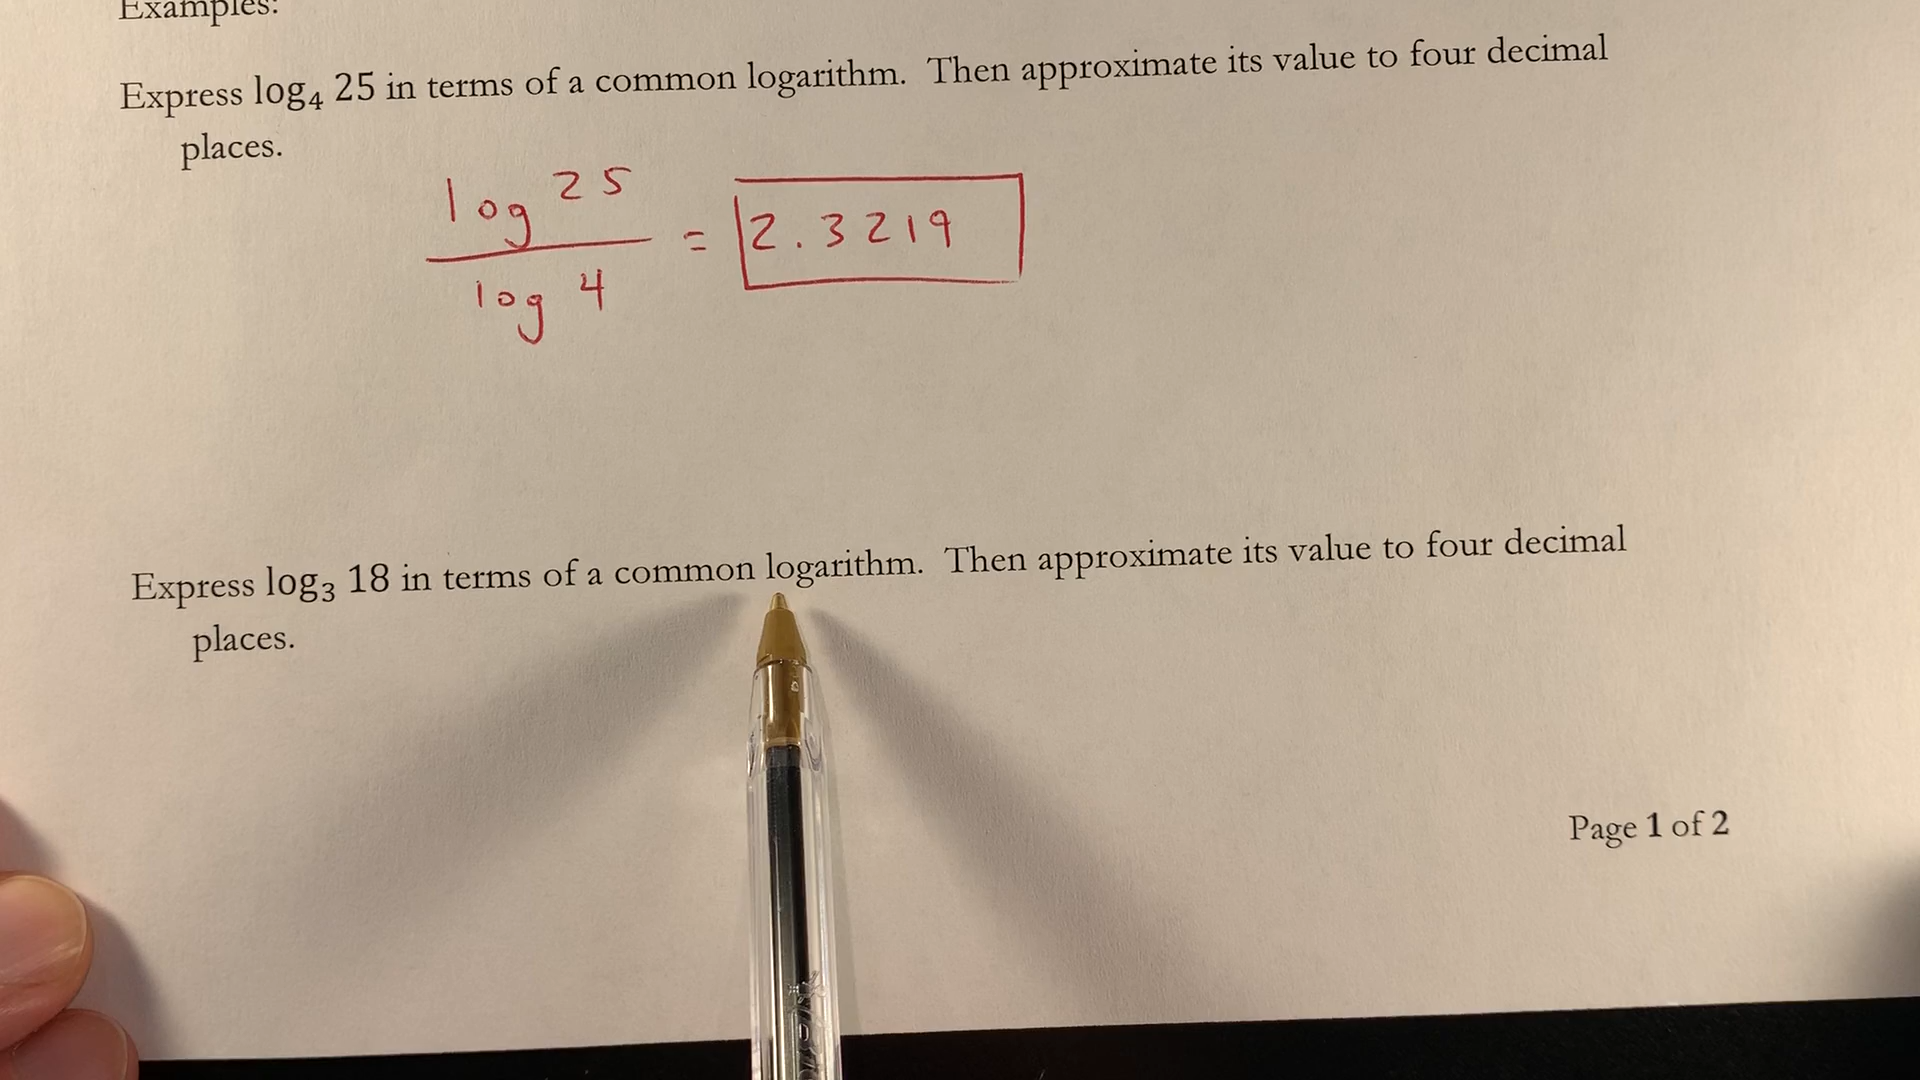 Examples:
Express log₄ 25 in terms of a common logarithm. Then approximate its value to four decimal
places.
log 25
= 2.3219
log 4
Express log₃ 18 in terms of a common logarithm. Then approximate its value to four decimal
places.
Page 1 of 2